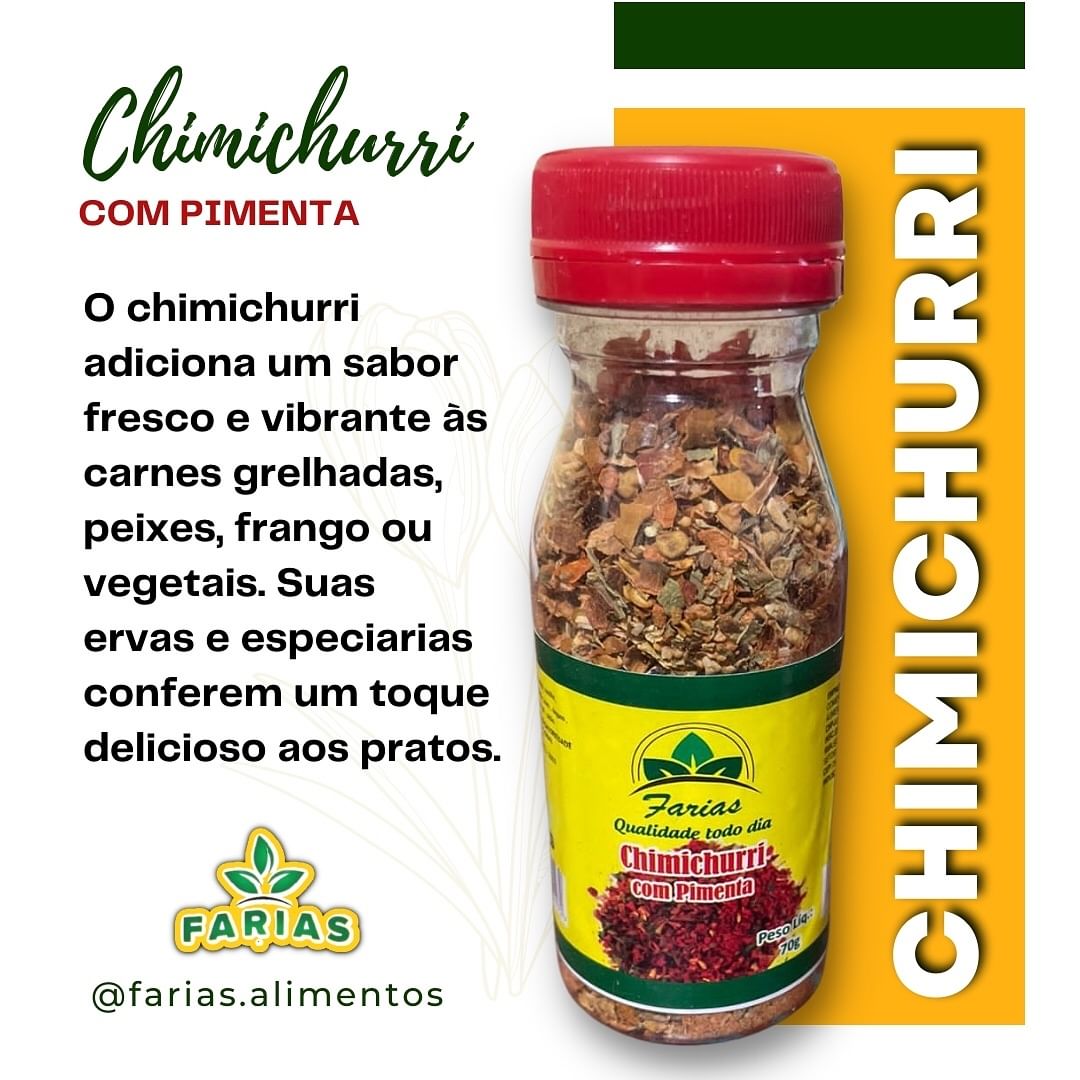 Chimichurri
COM PIMENTA
O chimichurri
adiciona um sabor
fresco e vibrante às
carnes grelhadas,
peixes, frango ou
vegetais. Suas
ervas e especiarias
conferem um toque
delicioso aos pratos.
FARIAS
@farias.alimentos
Farias
Qualidade todo dia
Chimichurri
com Pimenta
Peso Líq.:
70g
CHIMICHURRI